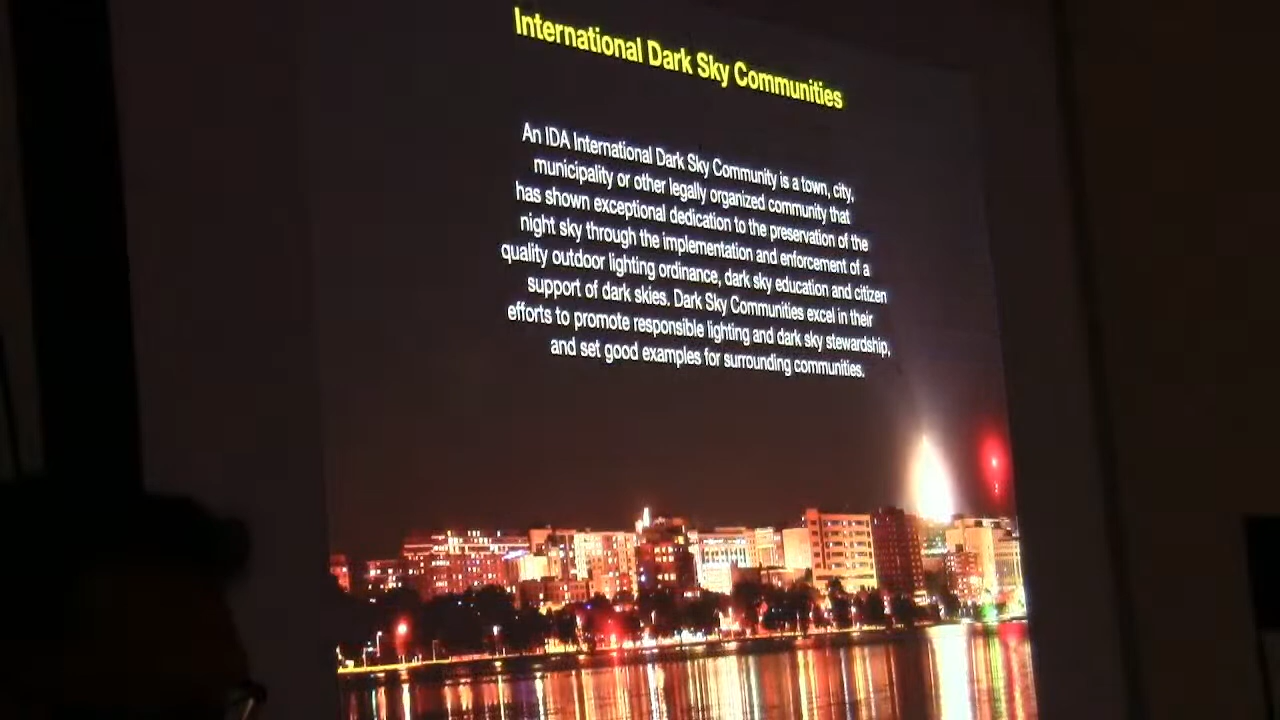 International Dark Sky Communities
An IDA International Dark Sky Community is a town, city,
municipality or other legally organized community that
has shown exceptional dedication to the preservation of the
night sky through the implementation and enforcement of a
quality outdoor lighting ordinance, dark sky education and citizen
support of dark skies. Dark Sky Communities excel in their
efforts to promote responsible lighting and dark sky stewardship,
and set good examples for surrounding communities.